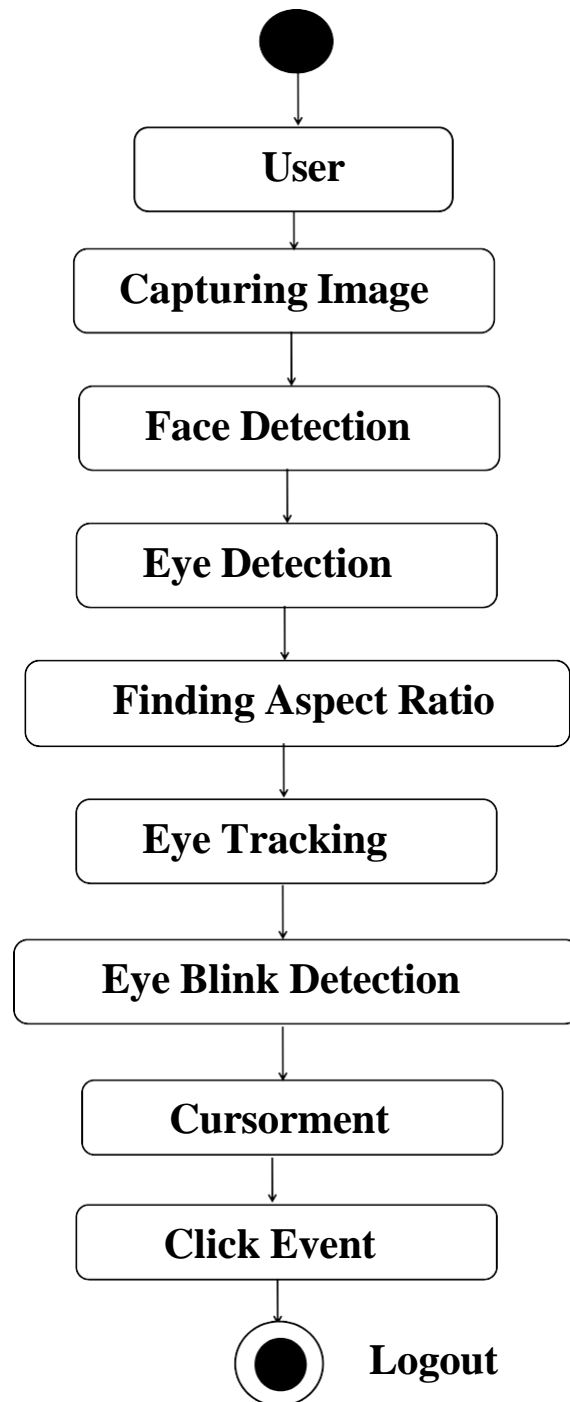 User
Capturing Image
Face Detection
Eye Detection
Finding Aspect Ratio
Eye Tracking
Eye Blink Detection
Cursorment
Click Event
Logout